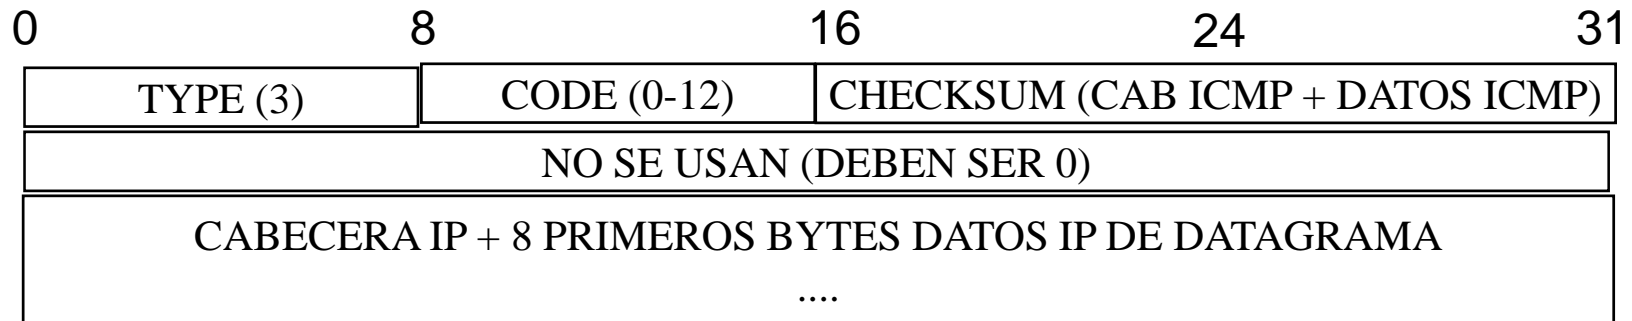 0 8 16 24 31
TYPE (3) CODE (0-12) CHECKSUM (CAB ICMP + DATOS ICMP)
NO SE USAN (DEBEN SER 0)
CABECERA IP + 8 PRIMEROS BYTES DATOS IP DE DATAGRAMA
....